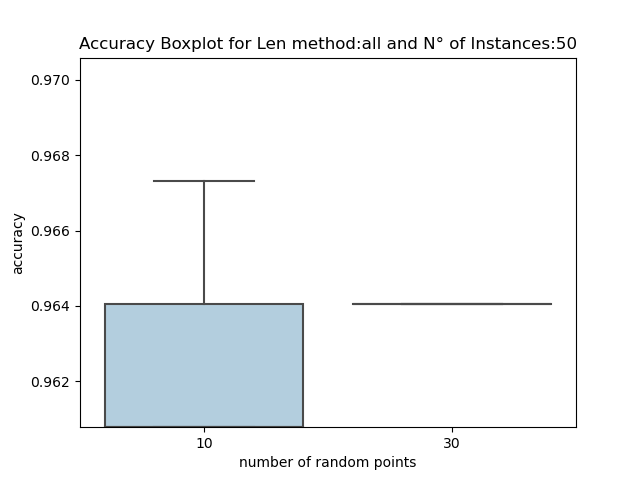 Accuracy Boxplot for Len method:all and N° of Instances:50
0.970
0.968
0.966
0.964
0.962
accuracy
10
30
number of random points